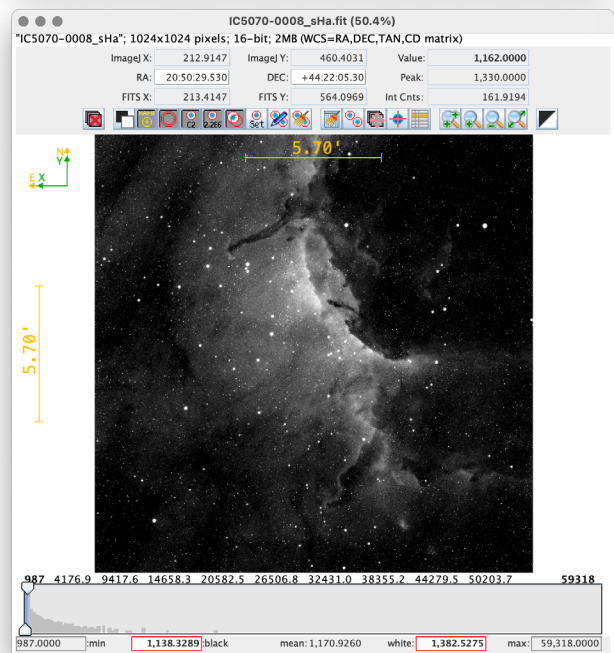 IC5070-0008_sHa.fit (50.4%)
"IC5070-0008_sHa"; 1024x1024 pixels; 16-bit; 2MB (WCS=RA,DEC,TAN,CD matrix)
ImageJ X: 212.9147 ImageJ Y: 460.4031 Value: 1,162.0000
RA: 20:50:29.530 DEC: +44:22:05.30 Peak: 1,330.0000
FITS X: 213.4147 FITS Y: 564.0969 Int Cnts: 161.9194
C2 2.2E6 Set
N
Y
E X
5.70'
5.70'
987 4176.9 9417.6 14658.3 20582.5 26506.8 32431.0 38355.2 44279.5 50203.7 59318
987.0000 :min 1,138.3289 :black mean: 1,170.9260 white: 1,382.5275 max: 59,318.0000